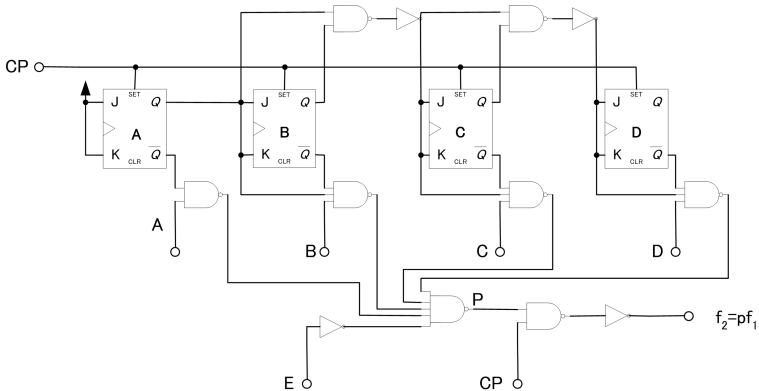 CP
SET
SET
SET
SET
J Q
J Q
J Q
J Q
A
B
C
D
K Q
K Q
K Q
K Q
CLR
CLR
CLR
CLR
A
B
C
D
P
f₂=pf₁
E
CP